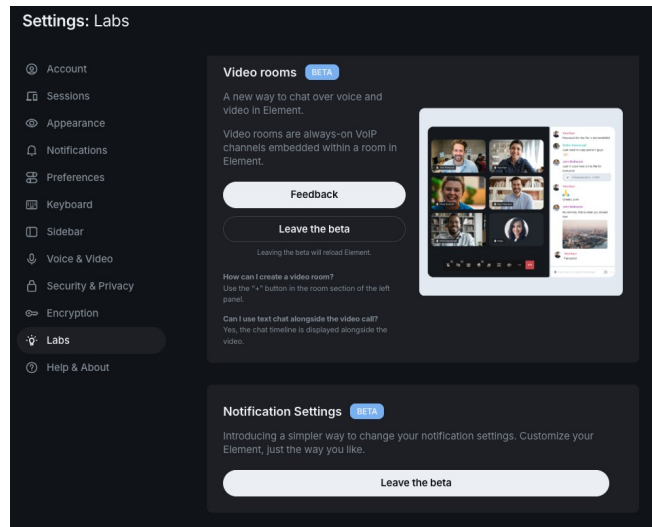 Settings: Labs
Account
Sessions
Appearance
Notifications
Preferences
Keyboard
Sidebar
Voice & Video
Security & Privacy
Encryption
Labs
Help & About
Video rooms BETA
A new way to chat over voice and
video in Element.
Video rooms are always-on VoIP
channels embedded within a room in
Element.
Feedback
Leave the beta
Leaving the beta will reload Element.
How can I create a video room?
Use the "+" button in the room section of the left
panel.
Can I use text chat alongside the video call?
Yes, the chat timeline is displayed alongside the
video.
Notification Settings BETA
Introducing a simpler way to change your notification settings. Customize your
Element, just the way you like.
Leave the beta